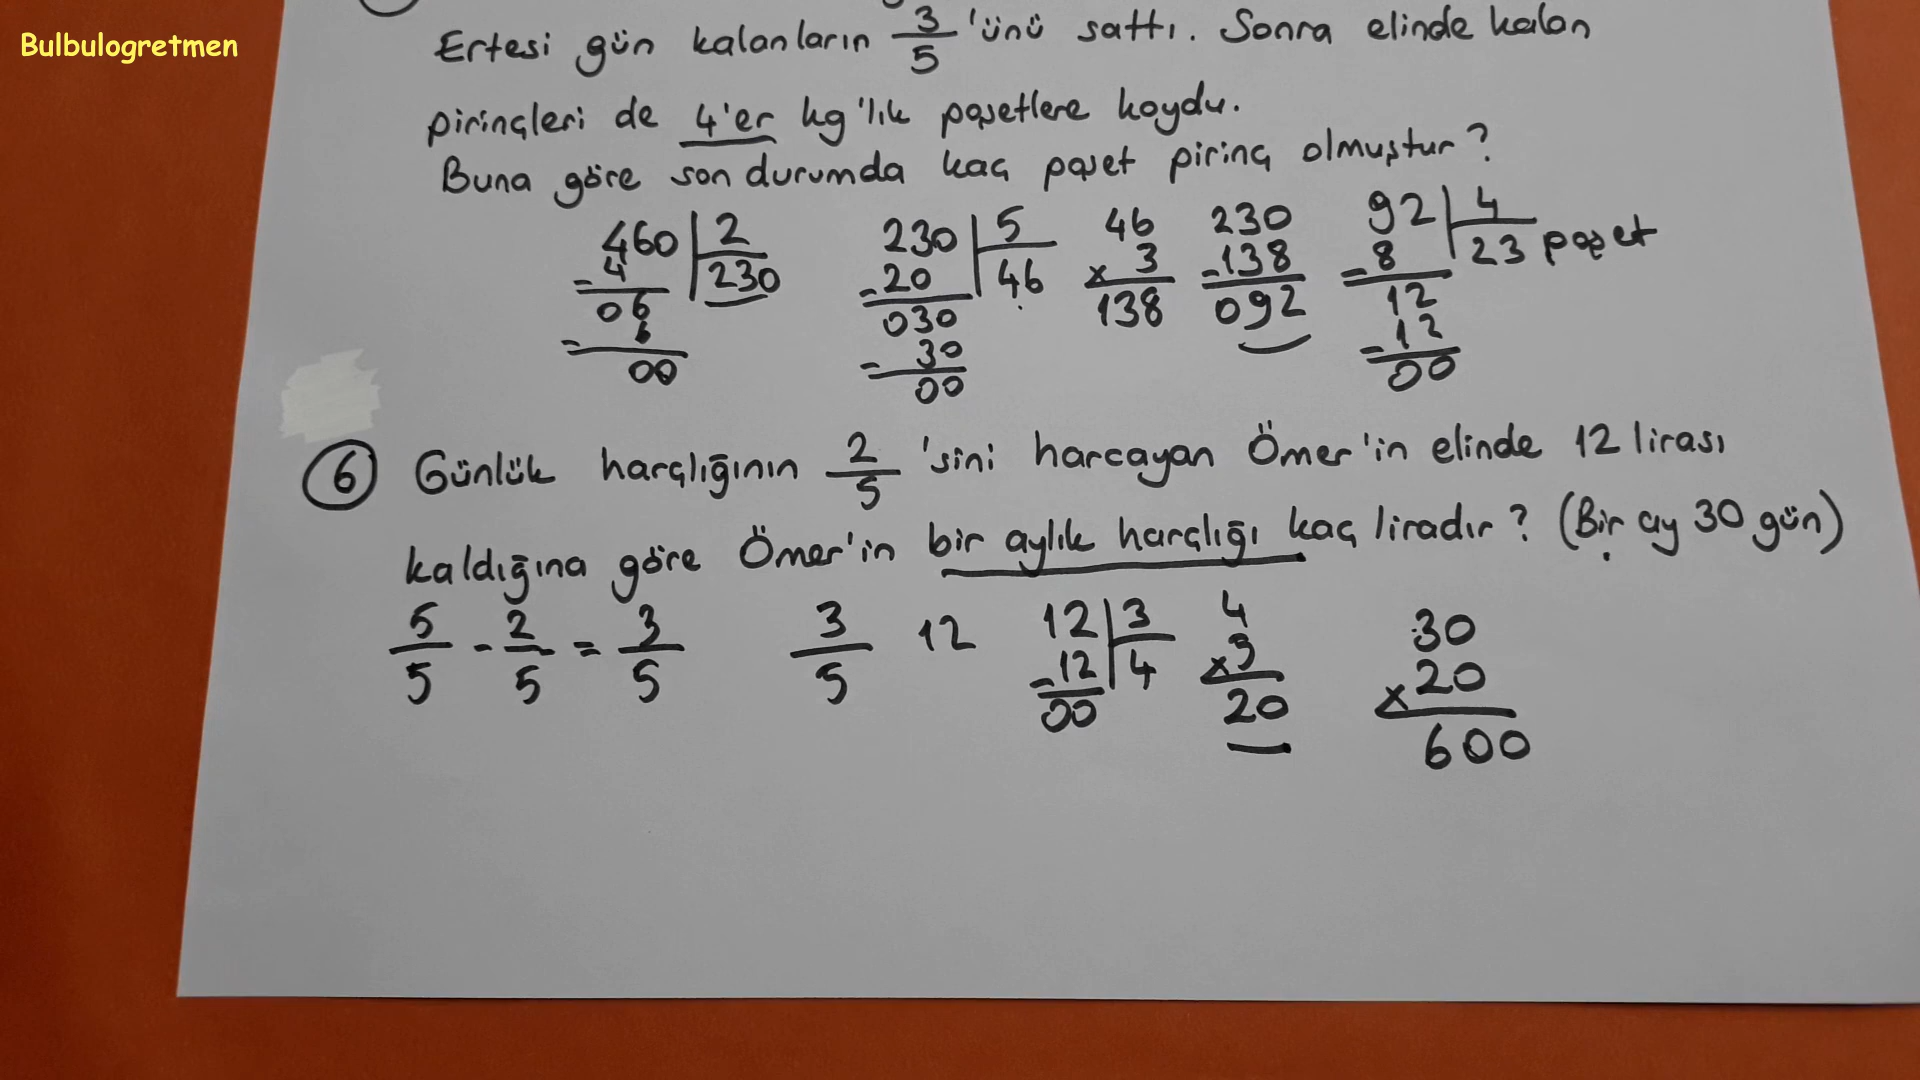 Bulbulogretmen
Ertesi gün kalanların 3/5 'ünü sattı. Sonra elinde kalan
pirinçleri de 4'er kg'lık poşetlere koydu.
Buna göre son durumda kaç poşet pirinç olmuştur?
460 | 2 230 | 5 46 230 92 | 4
- 4 | 230 - 20 | 46 x 3 - 138 - 8 | 23 poşet
06 030 138 092 12
- 6 - 30 - 12
00 00 00
6 Günlük harçlığının 2/5 'sini harcayan Ömer'in elinde 12 lirası
kaldığına göre Ömer'in bir aylık harçlığı kaç liradır? (Bir ay 30 gün)
5/5 - 2/5 = 3/5 3/5 12 12 | 3 4 30
- 12 | 4 x 5 x 20
00 20 600